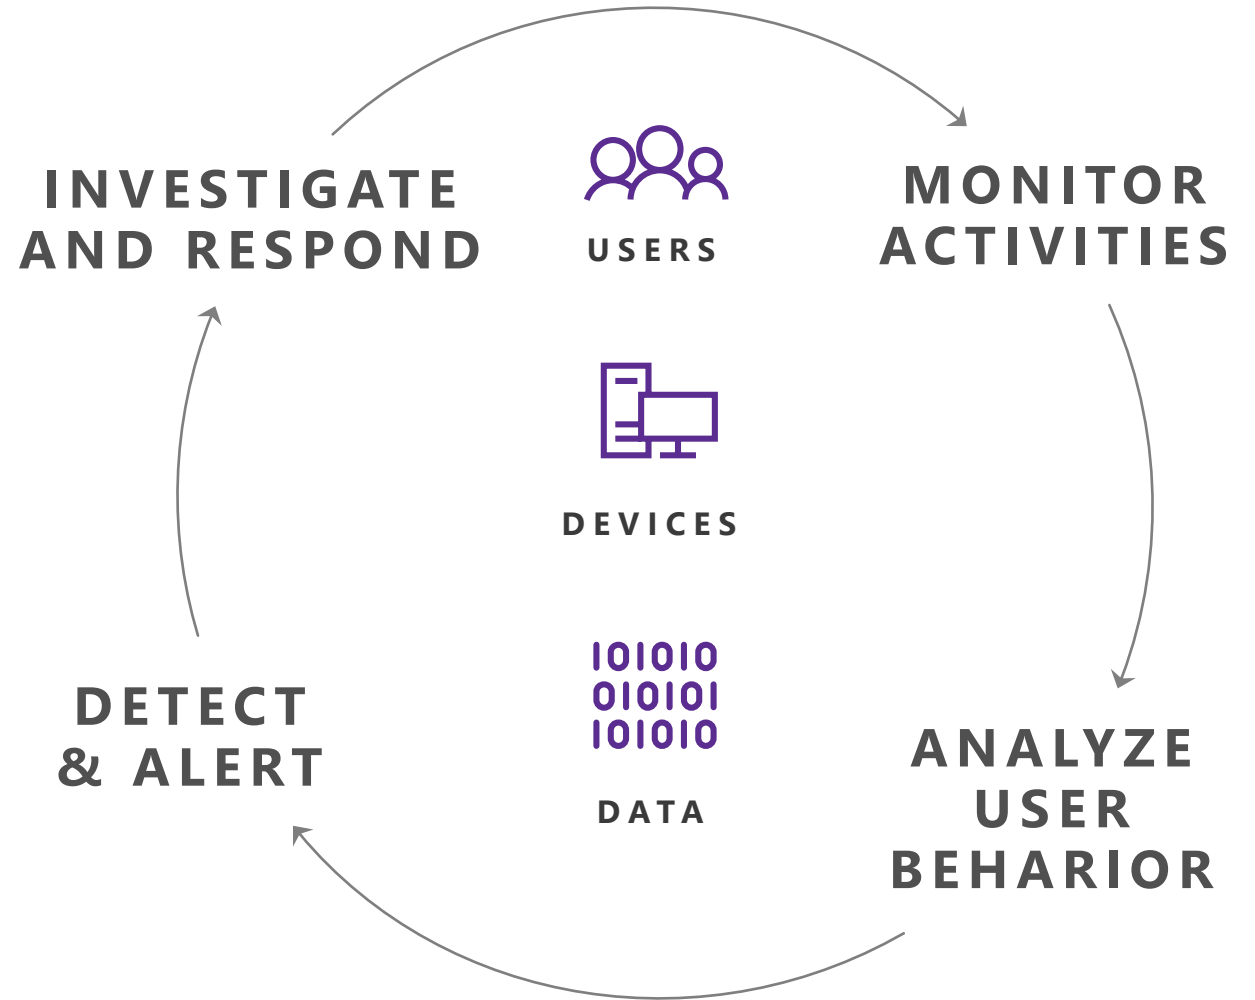 INVESTIGATE
AND RESPOND
USERS
MONITOR
ACTIVITIES
DEVICES
DETECT
& ALERT
101010
010101
101010
DATA
ANALYZE
USER
BEHARIOR